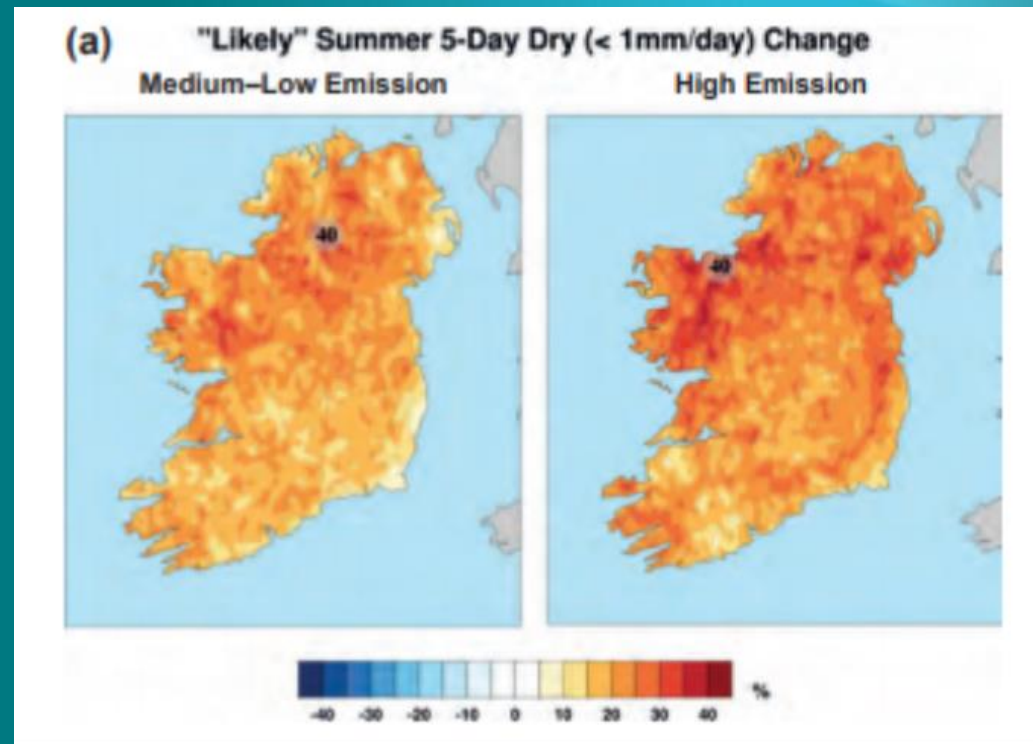 (a) "Likely" Summer 5-Day Dry (< 1mm/day) Change
Medium–Low Emission High Emission
40 40
-40 -30 -20 -10 0 10 20 30 40 %